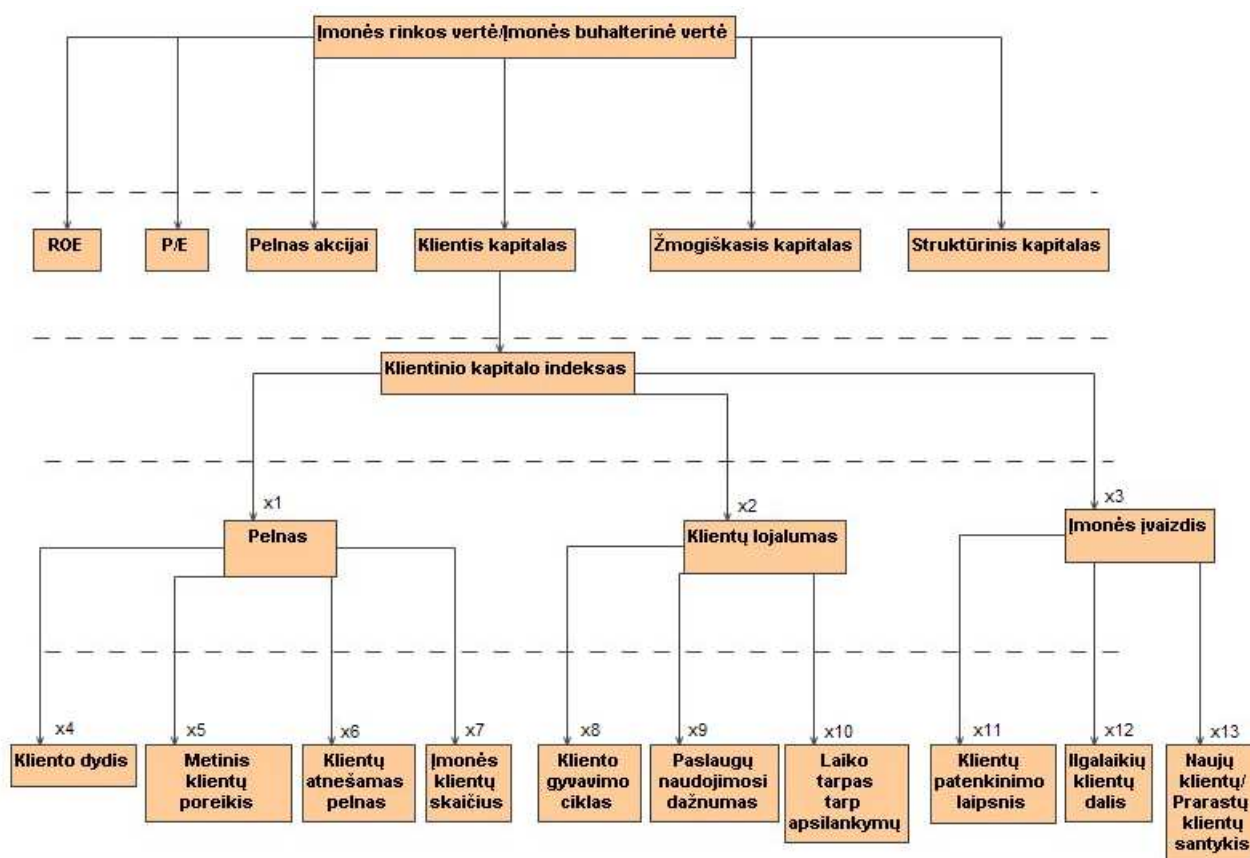 Įmonės rinkos vertė/Įmonės buhalterinė vertė
ROE
P/E
Pelnas akcijai
Klientis kapitalas
Žmogiškasis kapitalas
Struktūrinis kapitalas
Klientinio kapitalo indeksas
x1
Pelnas
x2
Klientų lojalumas
x3
Įmonės įvaizdis
x4
Kliento dydis
x5
Metinis
klientų
poreikis
x6
Klientų
atnešamas
pelnas
x7
Įmonės
klientų
skaičius
x8
Kliento
gyvavimo
ciklas
x9
Paslaugų
naudojimosi
dažnumas
x10
Laiko
tarpas
tarp
apsilankymų
x11
Klientų
patenkinimo
laipsnis
x12
Ilgalaikių
klientų
dalis
x13
Naujų
klientų/
Prarastų
klientų
santykis